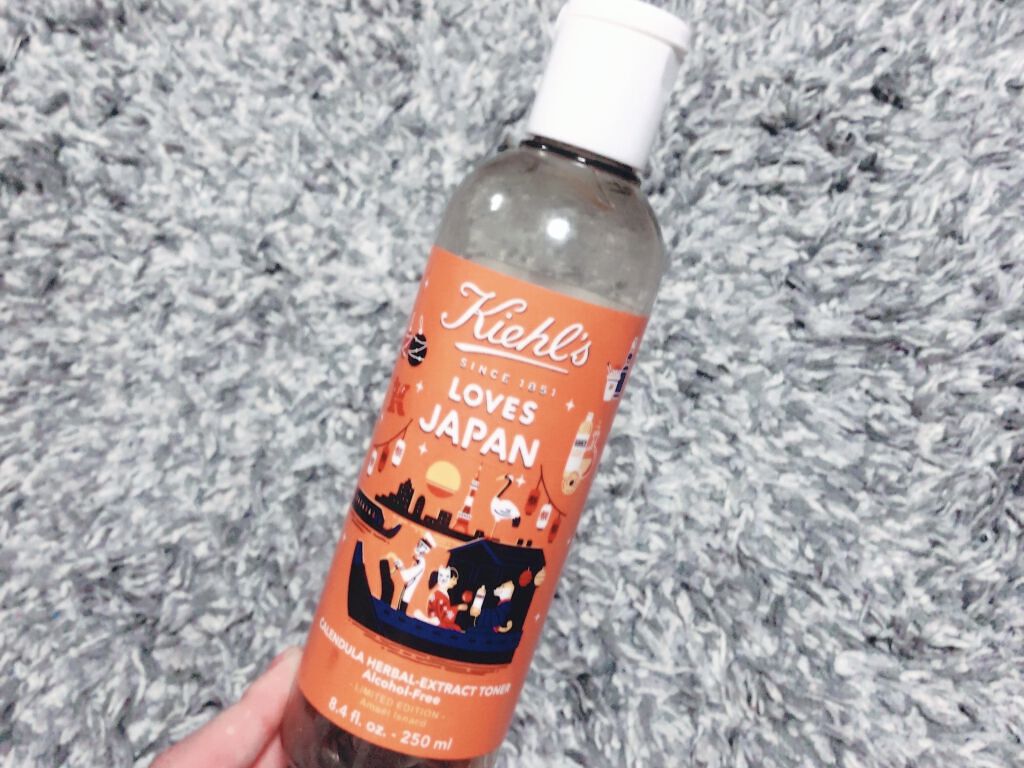 Kiehl's
SINCE 1851
LOVES
JAPAN
K
CALENDULA HERBAL-EXTRACT TONER
Alcohol-Free
- LIMITED EDITION -
8.4 fl. oz. - 250 ml